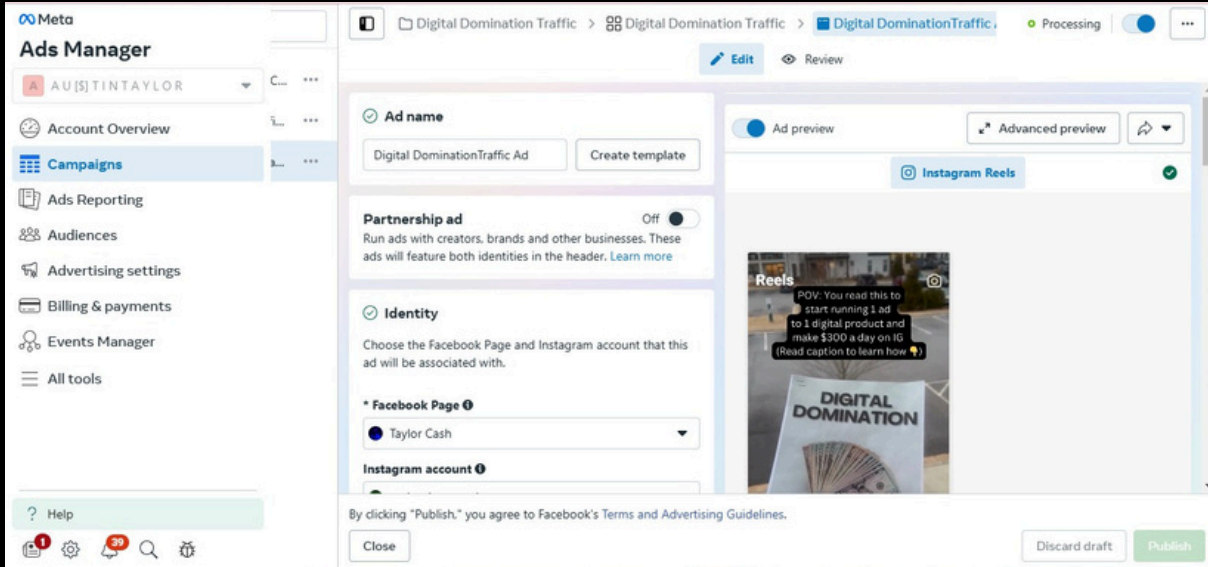 Meta
Ads Manager
A AU[S]TINTAYLOR
Account Overview
Campaigns
Ads Reporting
Audiences
Advertising settings
Billing & payments
Events Manager
All tools
? Help
1
39
C...
Digital Domination Traffic > Digital Domination Traffic > Digital DominationTraffic
Processing
Edit
Review
Ad name
Digital DominationTraffic Ad
Create template
Partnership ad
Off
Run ads with creators, brands and other businesses. These
ads will feature both identities in the header. Learn more
Identity
Choose the Facebook Page and Instagram account that this
ad will be associated with.
* Facebook Page
Taylor Cash
Instagram account
Ad preview
Advanced preview
Instagram Reels
Reels
POV: You read this to
start running 1 ad
to 1 digital product and
make $300 a day on IG
(Read caption to learn how👇)
DIGITAL
DOMINATION
By clicking "Publish," you agree to Facebook's Terms and Advertising Guidelines.
Close
Discard draft
Publish